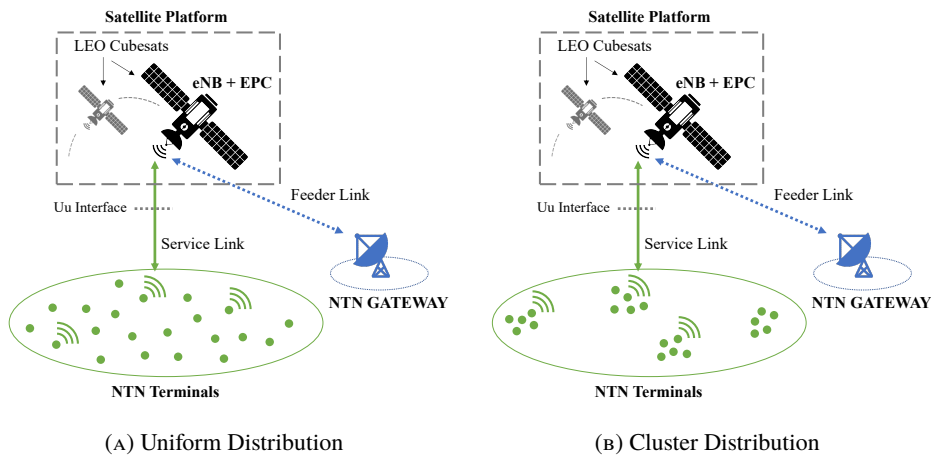 Satellite Platform
LEO Cubesats
eNB + EPC
Feeder Link
Uu Interface
Service Link
NTN GATEWAY
NTN Terminals
(A) Uniform Distribution
Satellite Platform
LEO Cubesats
eNB + EPC
Feeder Link
Uu Interface
Service Link
NTN GATEWAY
NTN Terminals
(B) Cluster Distribution